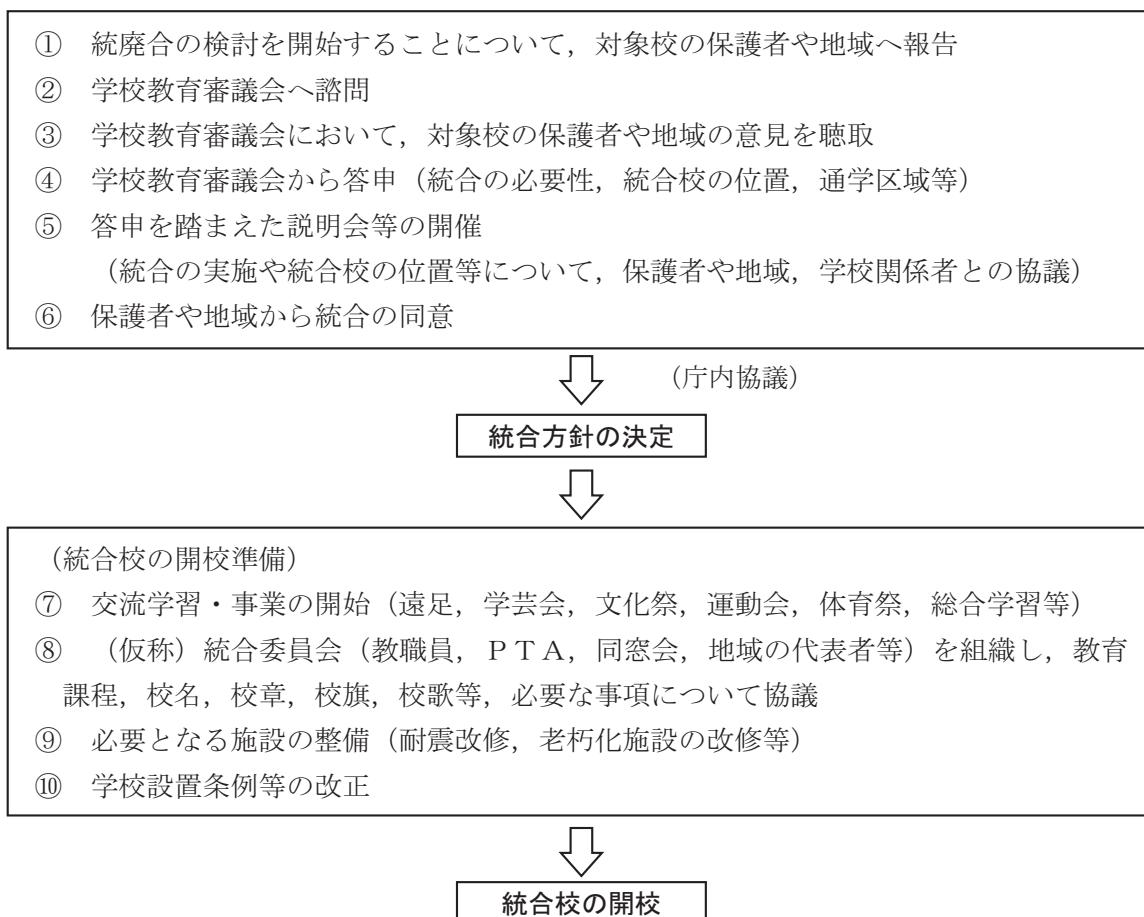 ① 統廃合の検討を開始することについて，対象校の保護者や地域へ報告
② 学校教育審議会へ諮問
③ 学校教育審議会において，対象校の保護者や地域の意見を聴取
④ 学校教育審議会から答申（統合の必要性，統合校の位置，通学区域等）
⑤ 答申を踏まえた説明会等の開催
（統合の実施や統合校の位置等について，保護者や地域，学校関係者との協議）
⑥ 保護者や地域から統合の同意
（庁内協議）
統合方針の決定
（統合校の開校準備）
⑦ 交流学習・事業の開始（遠足，学芸会，文化祭，運動会，体育祭，総合学習等）
⑧ （仮称）統合委員会（教職員，ＰＴＡ，同窓会，地域の代表者等）を組織し，教育
課程，校名，校章，校旗，校歌等，必要な事項について協議
⑨ 必要となる施設の整備（耐震改修，老朽化施設の改修等）
⑩ 学校設置条例等の改正
統合校の開校